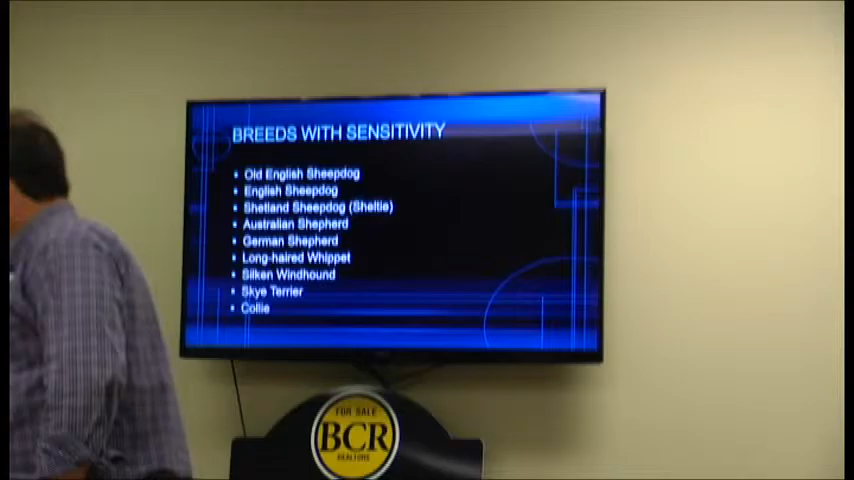 BREEDS WITH SENSITIVITY
• Old English Sheepdog
• English Sheepdog
• Shetland Sheepdog (Sheltie)
• Australian Shepherd
• German Shepherd
• Long-haired Whippet
• Silken Windhound
• Skye Terrier
• Collie
FOR SALE
BCR
REALTORS